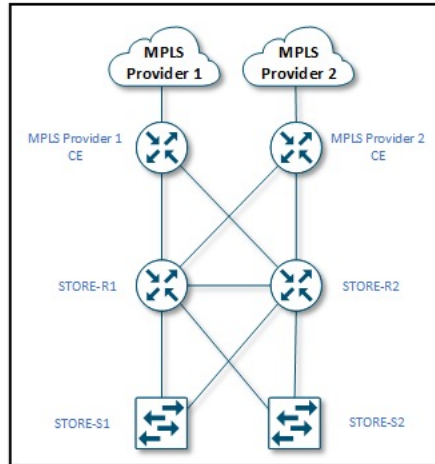 MPLS
Provider 1
MPLS
Provider 2
MPLS Provider 1
CE
MPLS Provider 2
CE
STORE-R1
STORE-R2
STORE-S1
STORE-S2